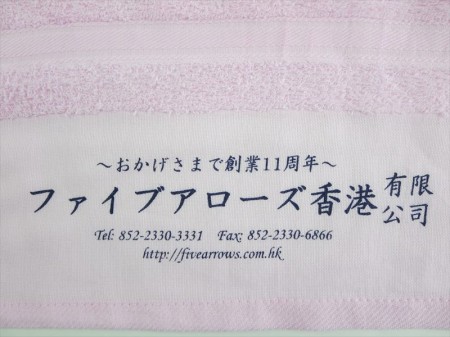 ～おかげさまで創業11周年～
ファイブアローズ香港有限公司
Tel: 852-2330-3331 Fax: 852-2330-6866
http://fivearrows.com.hk